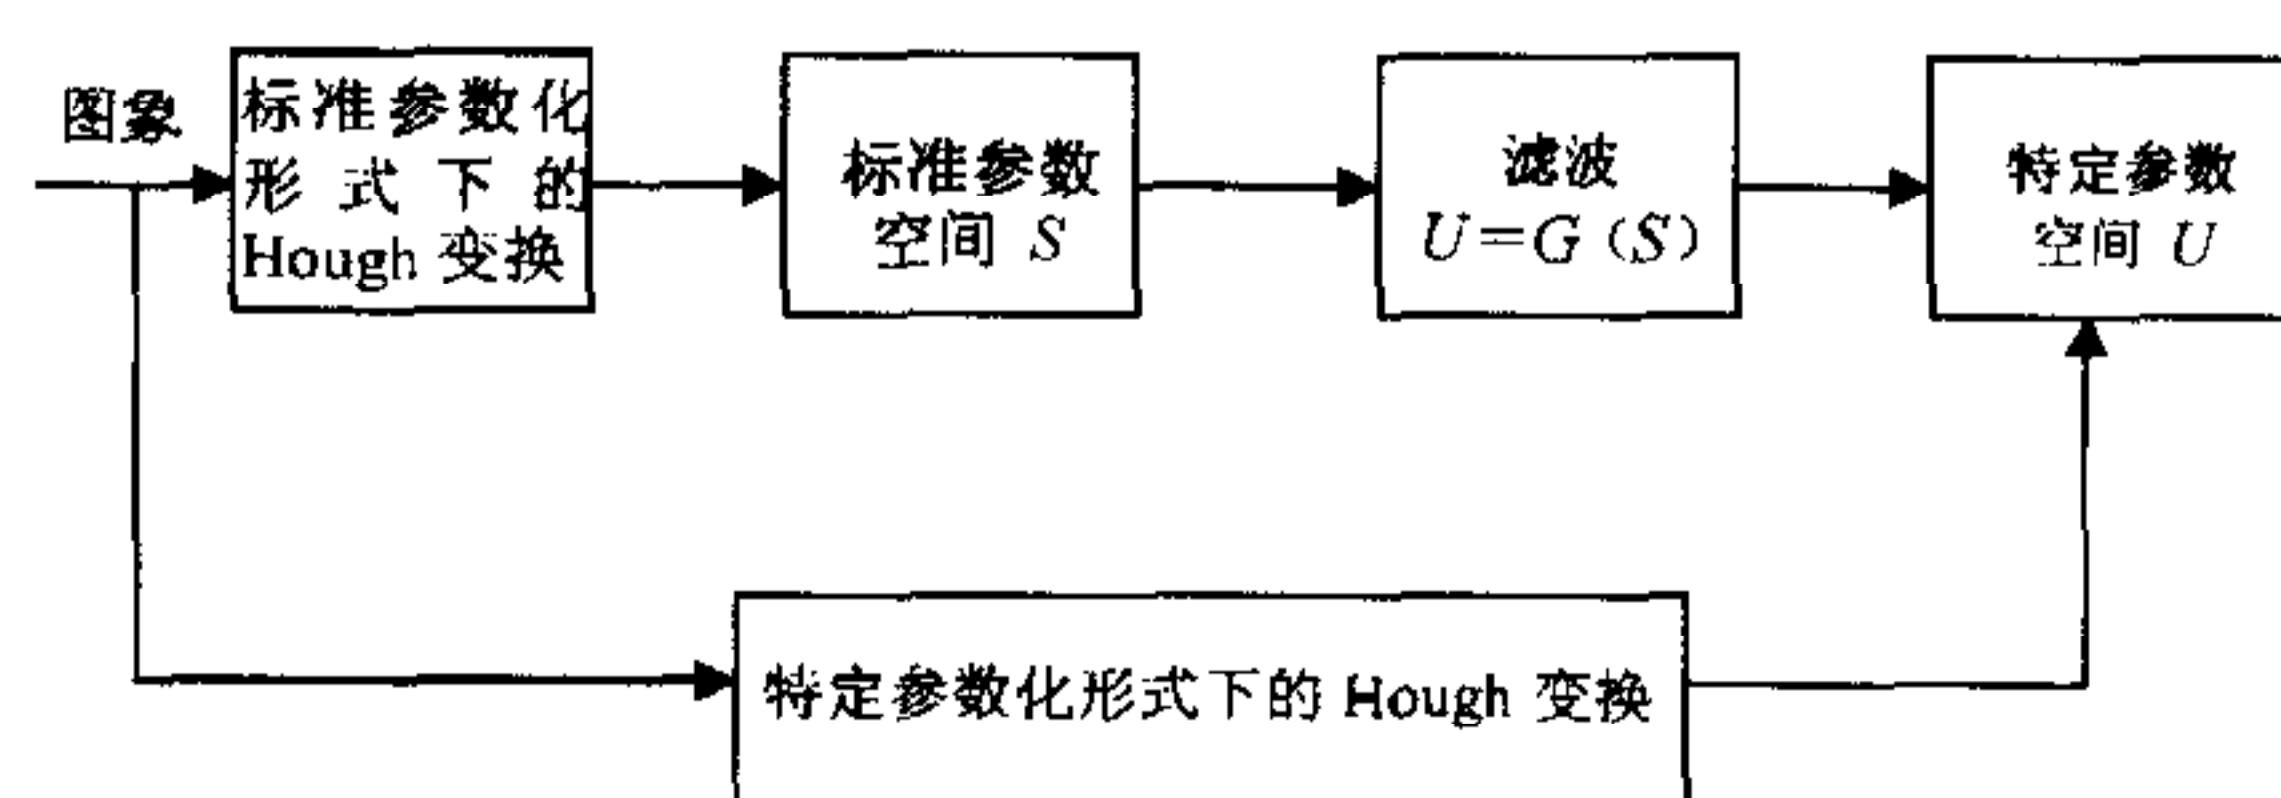 图象
标准参数化
形式下的
Hough 变换
标准参数
空间 S
滤波
U=G (S)
特定参数
空间 U
特定参数化形式下的 Hough 变换